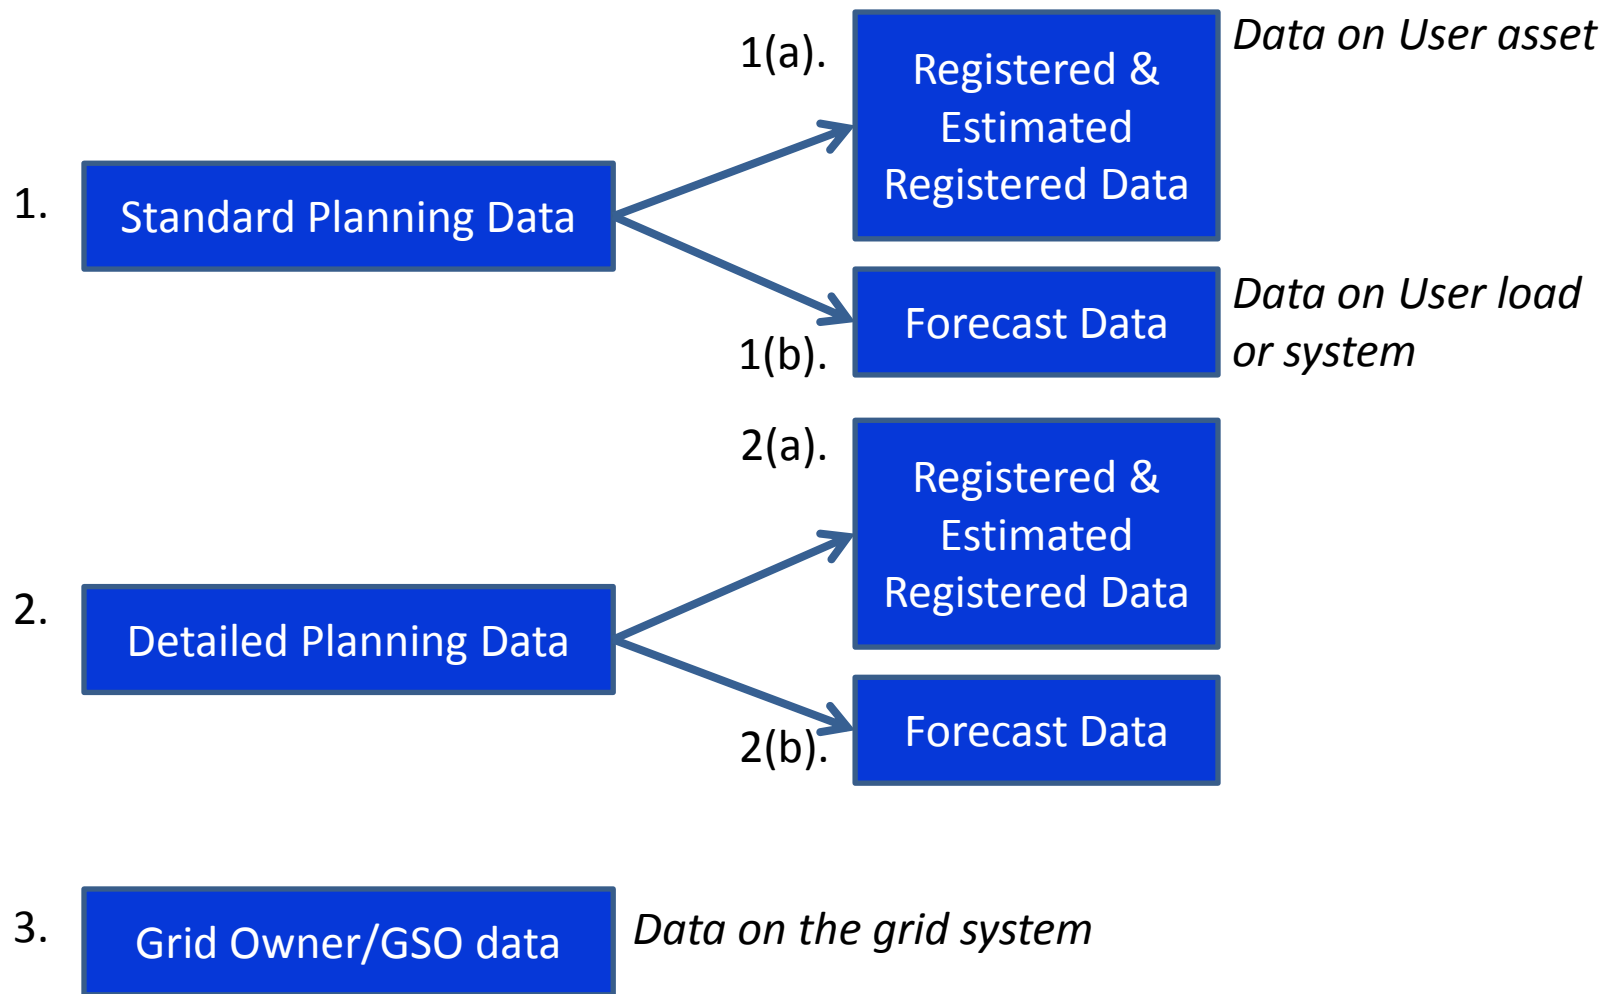 1(a).
Registered &
Estimated
Registered Data
Data on User asset
1.
Standard Planning Data
1(b).
Forecast Data
Data on User load
or system
2(a).
Registered &
Estimated
Registered Data
2.
Detailed Planning Data
2(b).
Forecast Data
3.
Grid Owner/GSO data
Data on the grid system